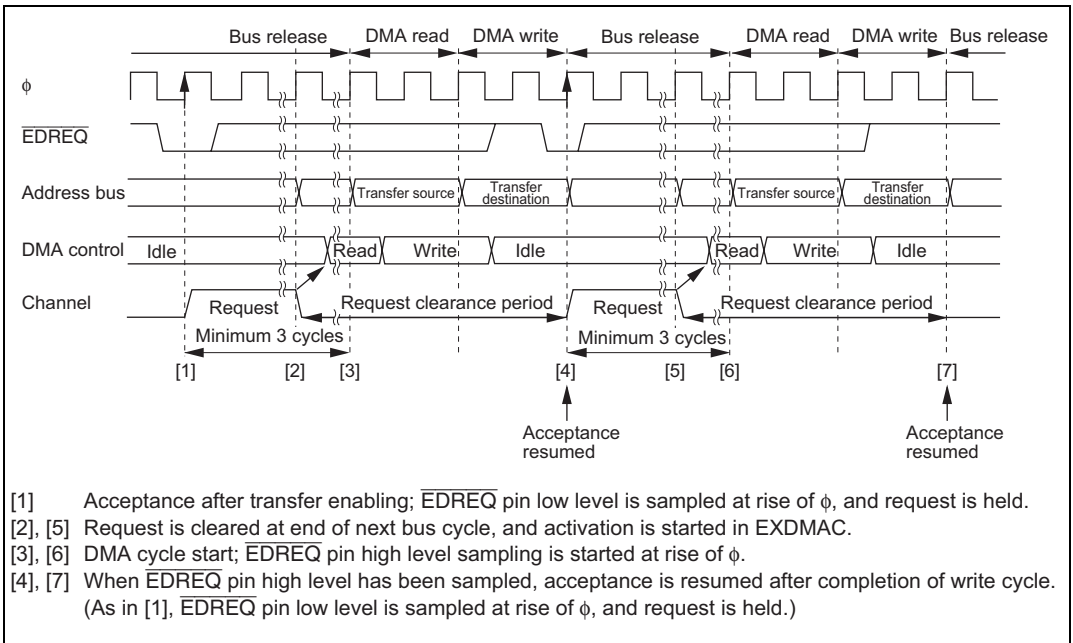 Bus release DMA read DMA write Bus release DMA read DMA write Bus release
ϕ
EDREQ
Address bus Transfer source Transfer destination Transfer source Transfer destination
DMA control Idle Read Write Idle Read Write Idle
Channel Request Request clearance period Request Request clearance period
Minimum 3 cycles Minimum 3 cycles
[1] [2] [3] [4] [5] [6] [7]
Acceptance resumed Acceptance resumed
[1] Acceptance after transfer enabling; EDREQ pin low level is sampled at rise of ϕ, and request is held.
[2], [5] Request is cleared at end of next bus cycle, and activation is started in EXDMAC.
[3], [6] DMA cycle start; EDREQ pin high level sampling is started at rise of ϕ.
[4], [7] When EDREQ pin high level has been sampled, acceptance is resumed after completion of write cycle.
(As in [1], EDREQ pin low level is sampled at rise of ϕ, and request is held.)